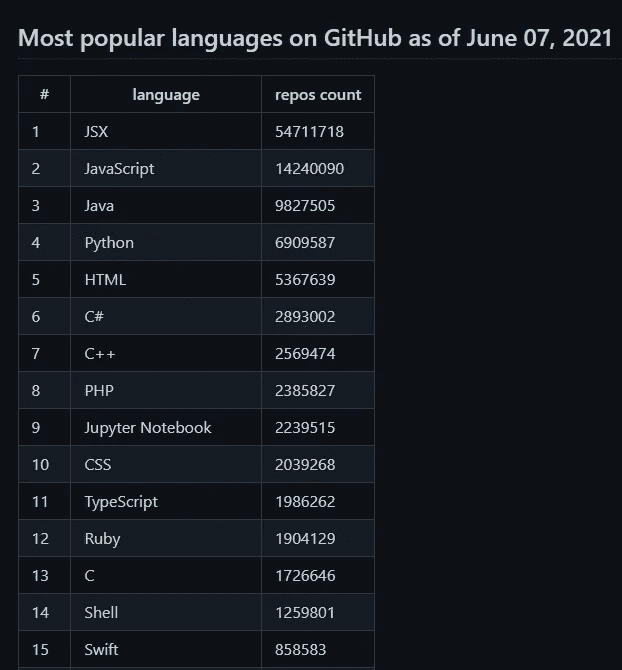 Most popular languages on GitHub as of June 07, 2021
# language repos count
1 JSX 54711718
2 JavaScript 14240090
3 Java 9827505
4 Python 6909587
5 HTML 5367639
6 C# 2893002
7 C++ 2569474
8 PHP 2385827
9 Jupyter Notebook 2239515
10 CSS 2039268
11 TypeScript 1986262
12 Ruby 1904129
13 C 1726646
14 Shell 1259801
15 Swift 858583